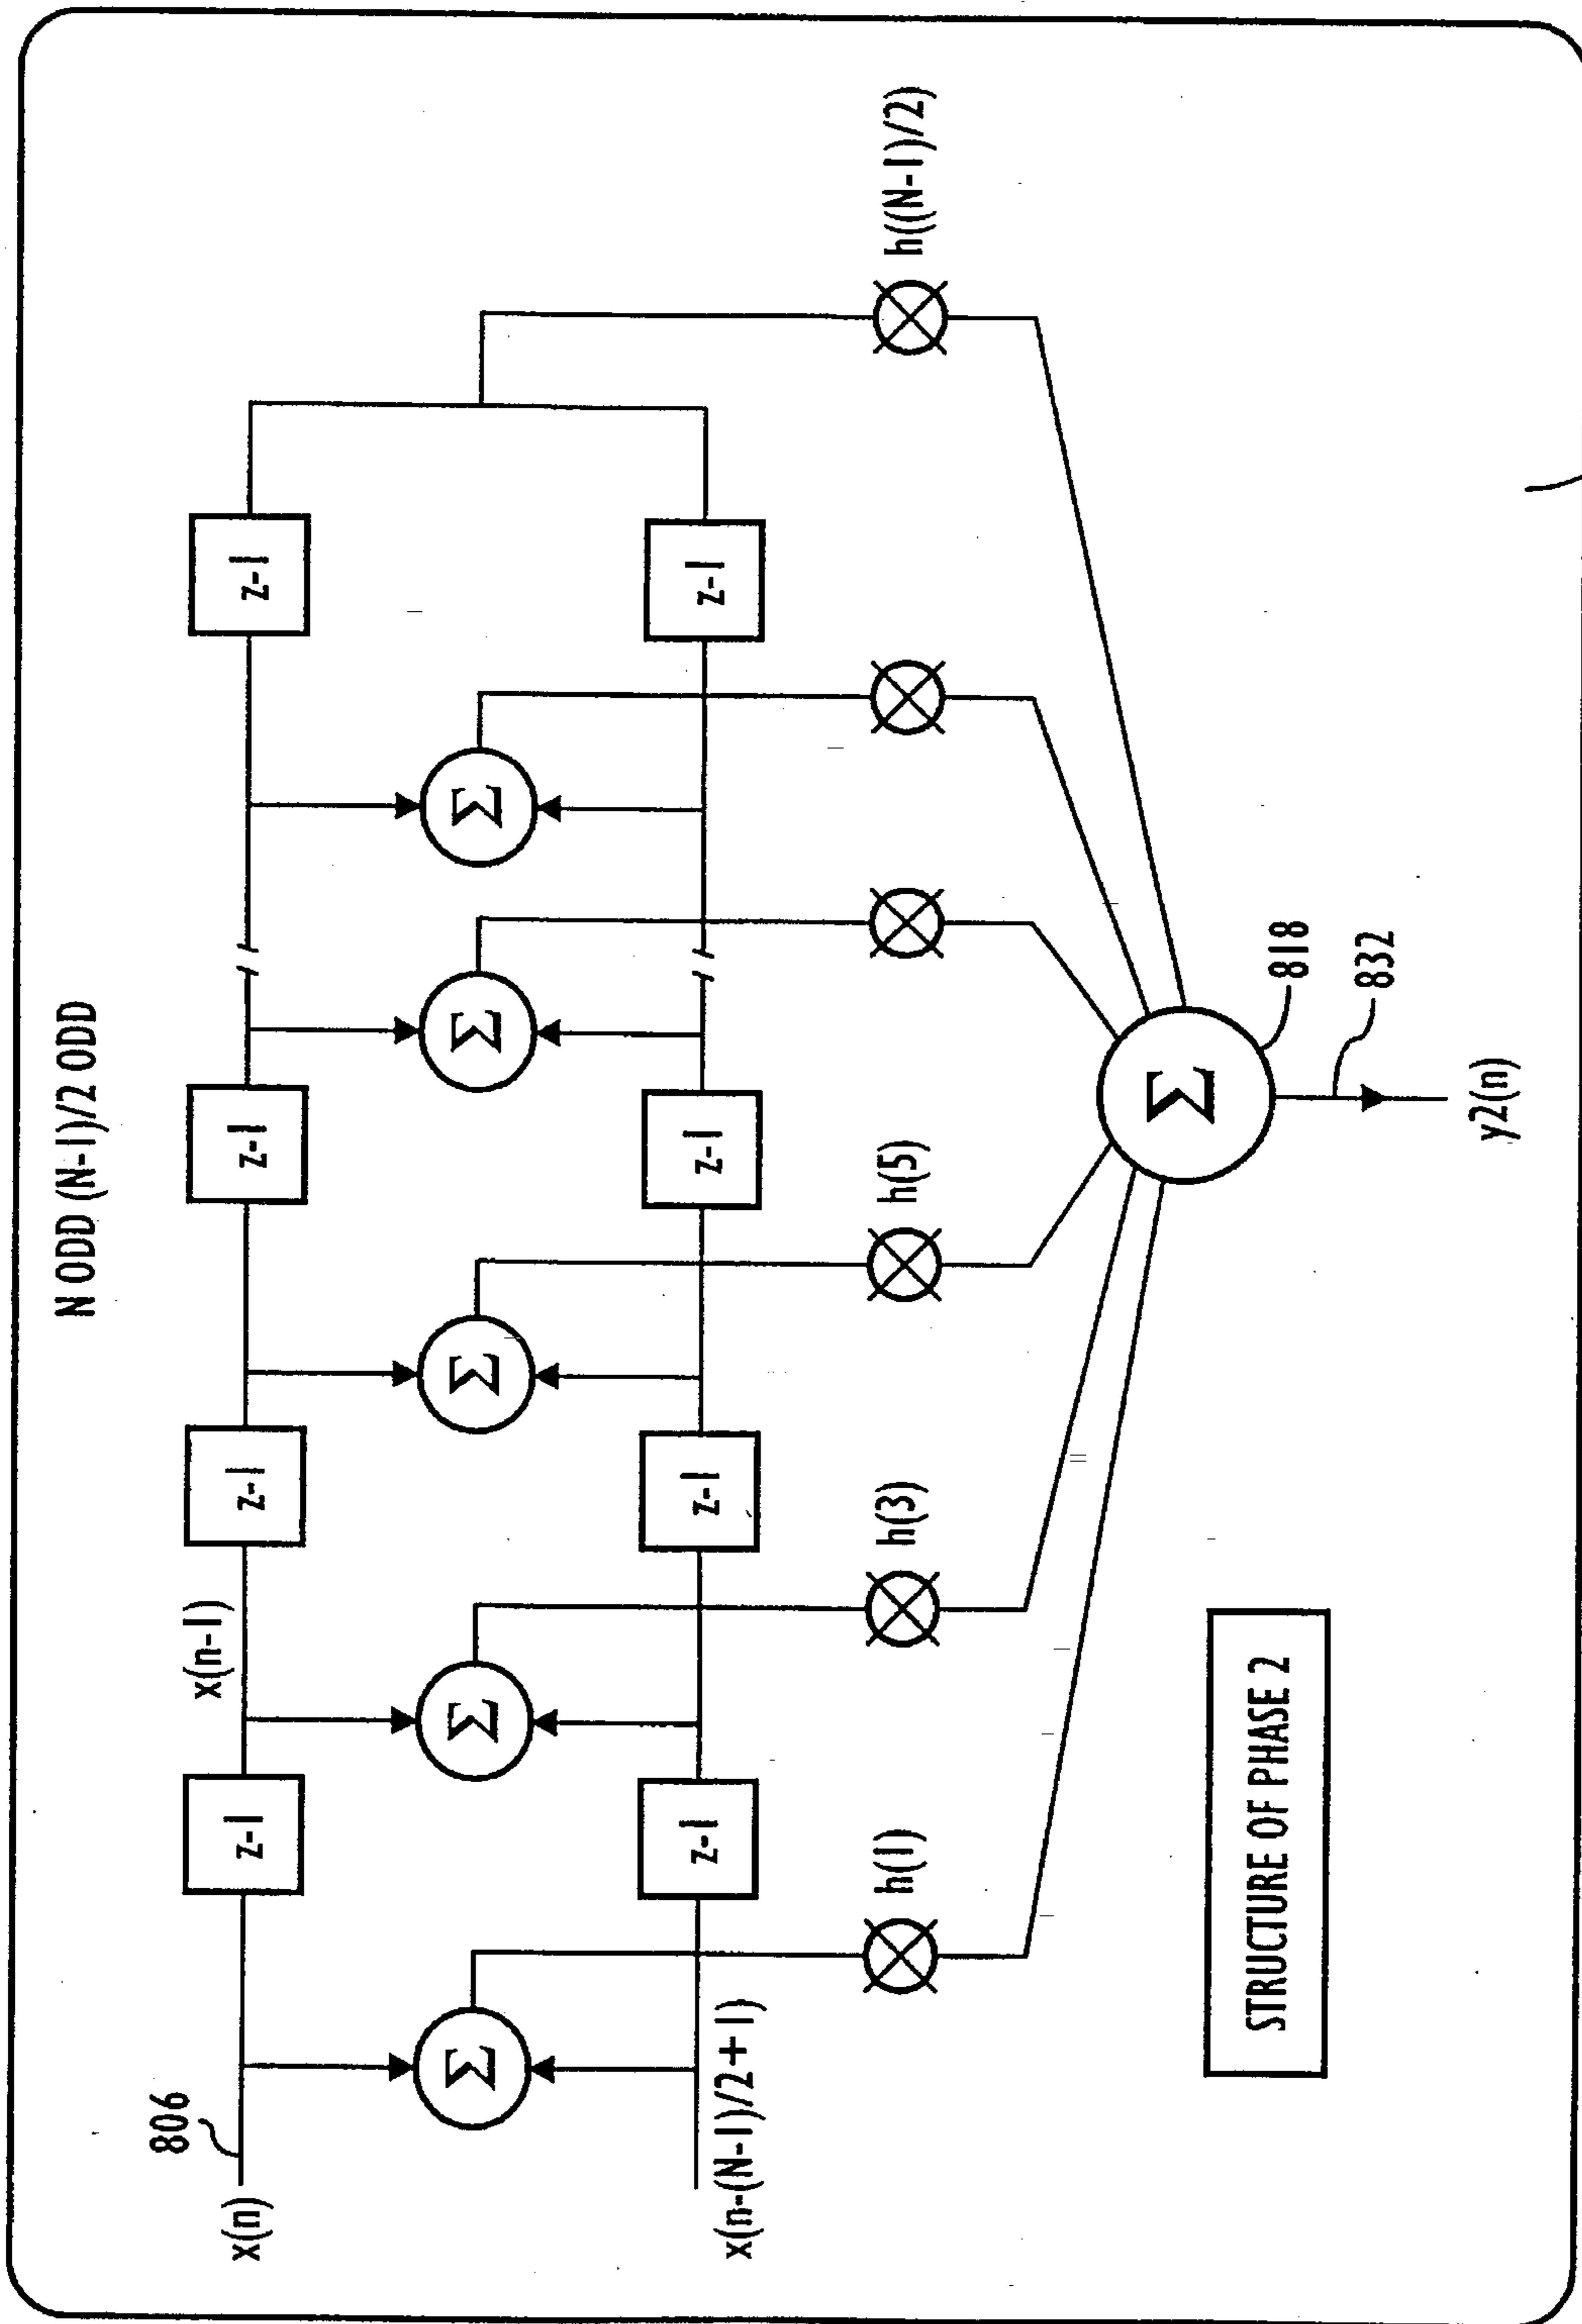 N ODD (N-1)/2 ODD
806
x(n)
z-1
x(n-1)
z-1
z-1
z-1
Σ
Σ
Σ
Σ
Σ
x(n-(N-1)/2+1)
z-1
z-1
z-1
z-1
h(1)
h(3)
h(5)
h((N-1)/2)
Σ
818
832
y2(n)
STRUCTURE OF PHASE 2